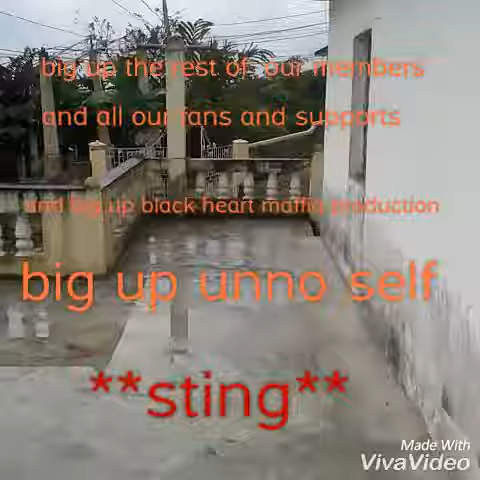 big up the rest of our members
and all our fans and supports
and big up black heart maffia production
big up unno self
**sting**
Made With
VivaVideo